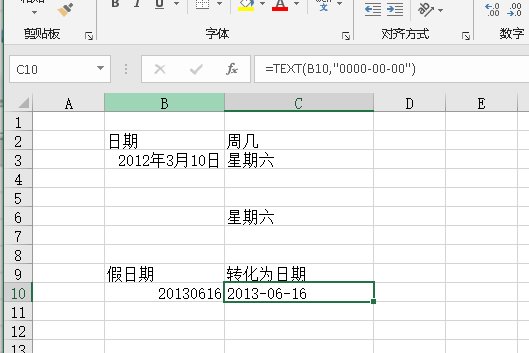 B I U A
剪贴板 字体 对齐方式 数字
C10 fx =TEXT(B10,"0000-00-00")
A B C D E
1
2 日期 周几
3 2012年3月10日 星期六
4
5
6 星期六
7
8
9 假日期 转化为日期
10 20130616 2013-06-16
11
12
13